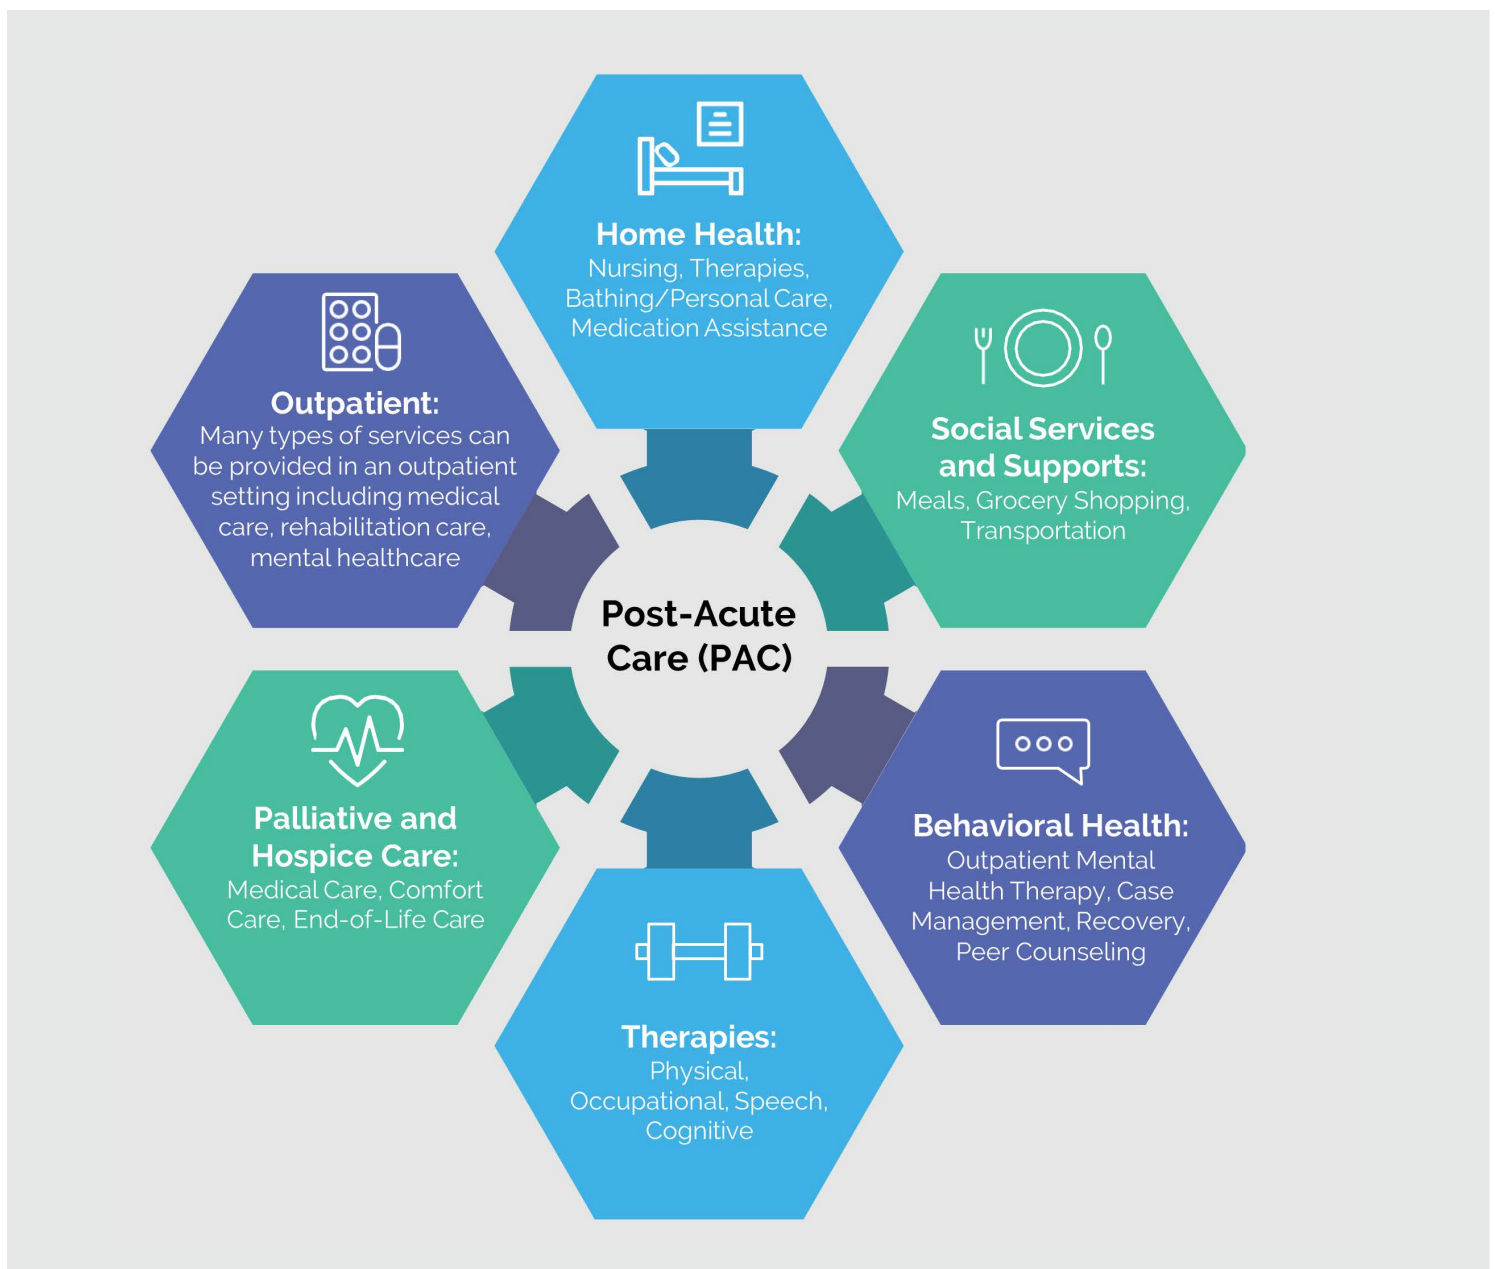 Home Health:
Nursing, Therapies,
Bathing/Personal Care,
Medication Assistance
Social Services
and Supports:
Meals, Grocery Shopping,
Transportation
Behavioral Health:
Outpatient Mental
Health Therapy, Case
Management, Recovery,
Peer Counseling
Therapies:
Physical,
Occupational, Speech,
Cognitive
Palliative and
Hospice Care:
Medical Care, Comfort
Care, End-of-Life Care
Outpatient:
Many types of services can
be provided in an outpatient
setting including medical
care, rehabilitation care,
mental healthcare
Post-Acute
Care (PAC)